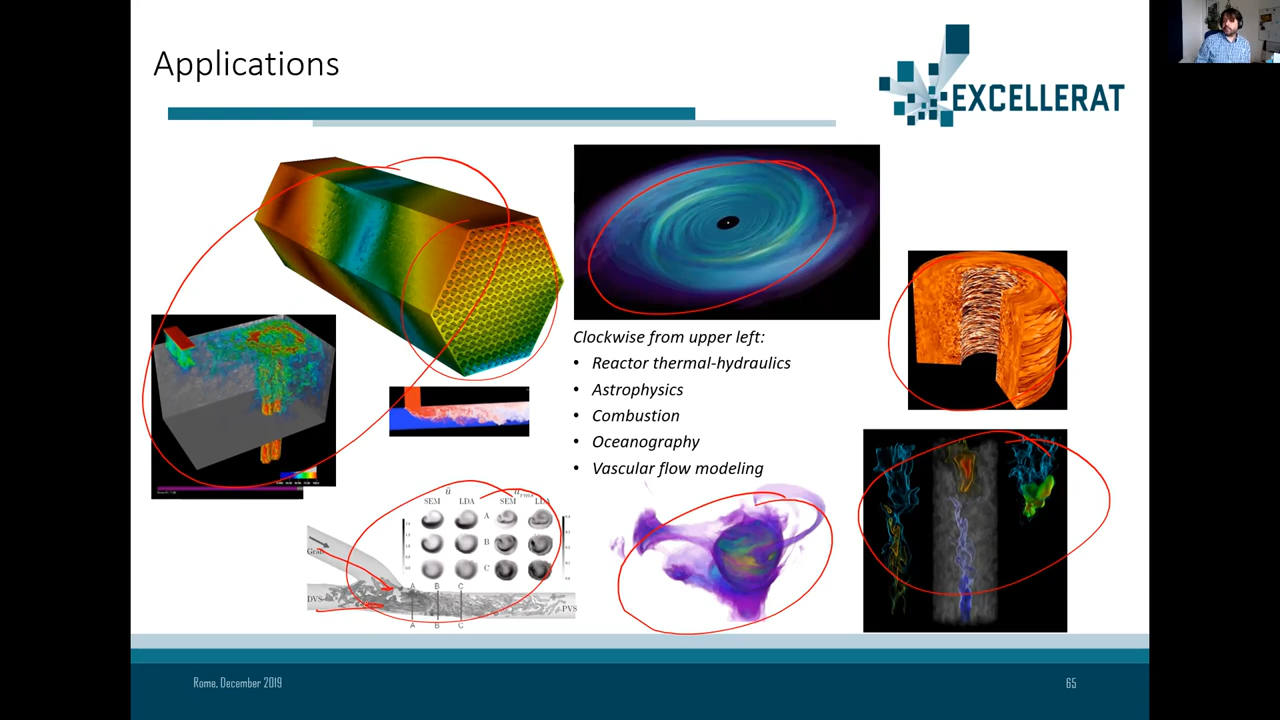 Applications
EXCELLERAT
Clockwise from upper left:
• Reactor thermal-hydraulics
• Astrophysics
• Combustion
• Oceanography
• Vascular flow modeling
SEM
LDA
SEM
LDA
A
B
C
DVS
A
B
C
PVS
A
B
C
Rome, December 2019
65